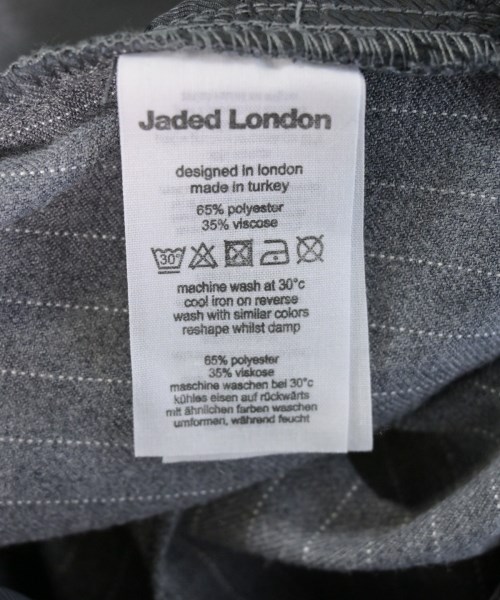 Jaded London
designed in london
made in turkey
65% polyester
35% viscose
30°
machine wash at 30°c
cool iron on reverse
wash with similar colors
reshape whilst damp
65% polyester
35% viskose
maschine waschen bei 30°c
kühles eisen auf rückwärts
mit ähnlichen farben waschen
umformen, während feucht